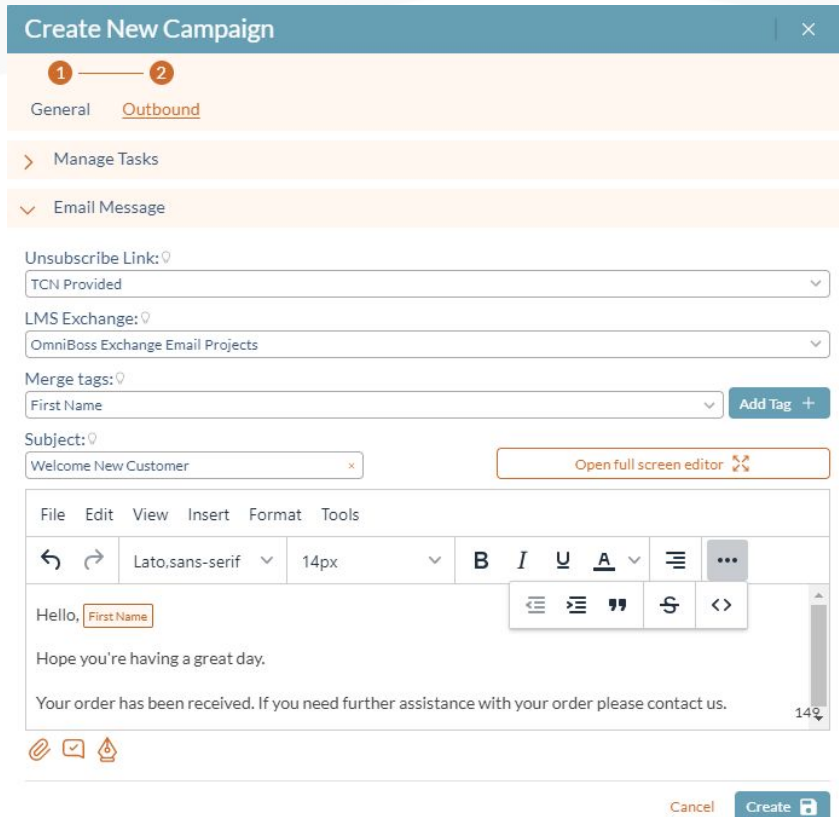 Create New Campaign
1 2
General Outbound
Manage Tasks
Email Message
Unsubscribe Link:
TCN Provided
LMS Exchange:
OmniBoss Exchange Email Projects
Merge tags:
First Name Add Tag +
Subject:
Welcome New Customer × Open full screen editor
File Edit View Insert Format Tools
Lato,sans-serif 14px B I U A ...
Hello, First Name
Hope you're having a great day.
Your order has been received. If you need further assistance with your order please contact us.
149
Cancel Create